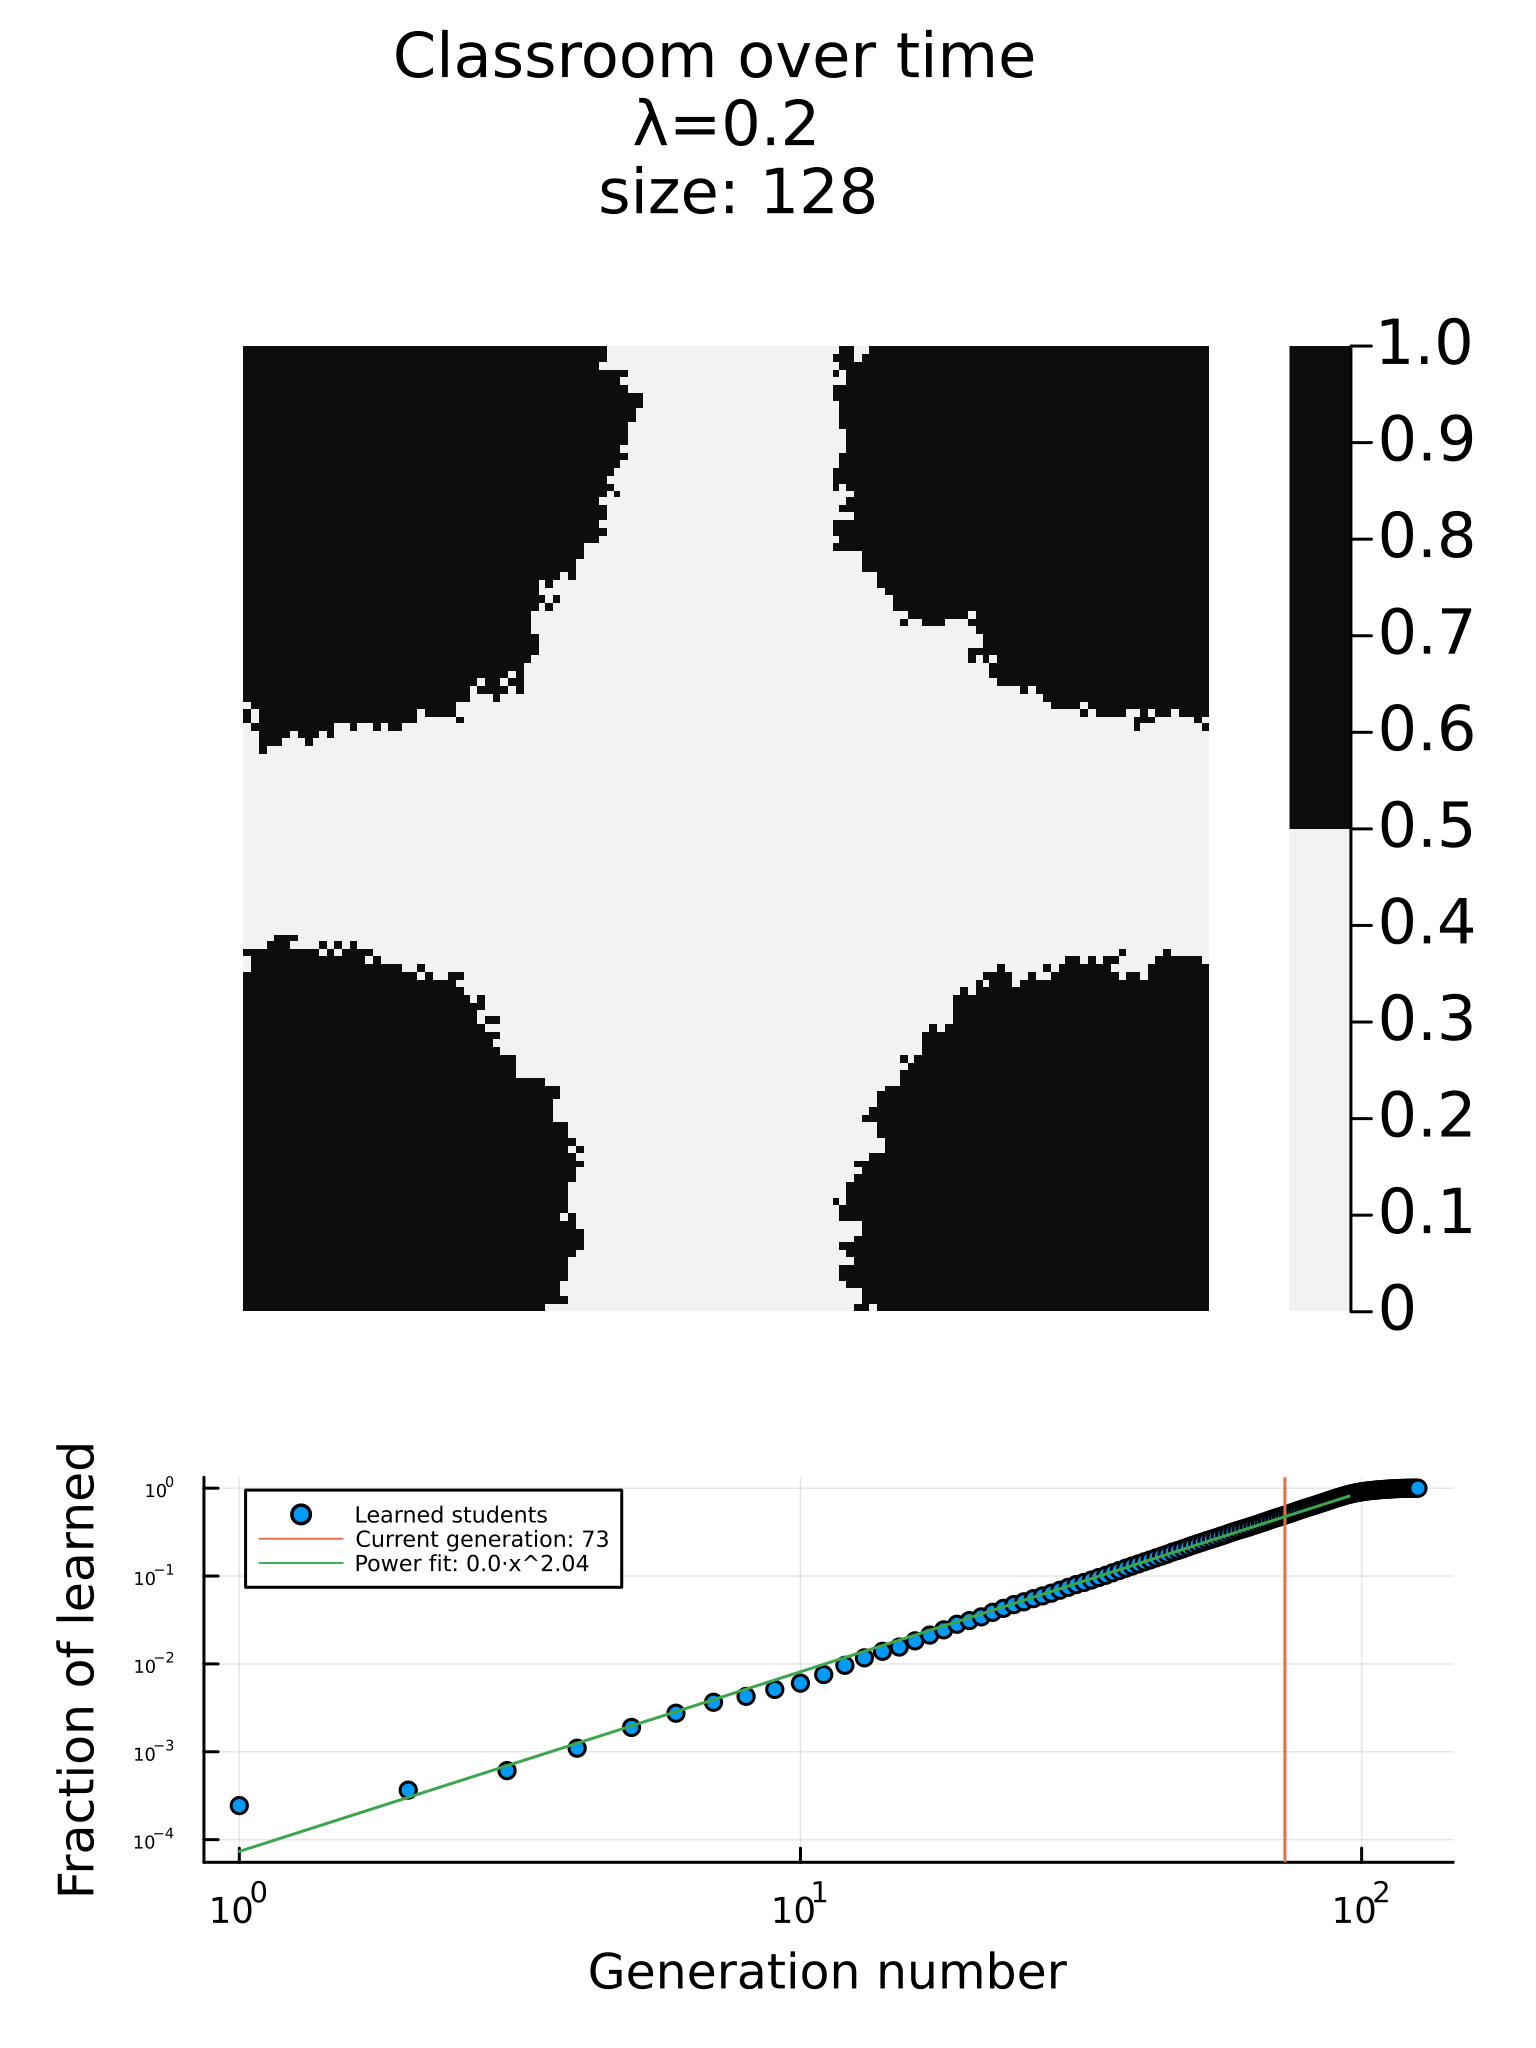 Classroom over time
λ=0.2
size: 128
1.0
0.9
0.8
0.7
0.6
0.5
0.4
0.3
0.2
0.1
0
Fraction of learned
10^0
10^-1
10^-2
10^-3
10^-4
Learned students
Current generation: 73
Power fit: 0.0·x^2.04
10^0 10^1 10^2
Generation number